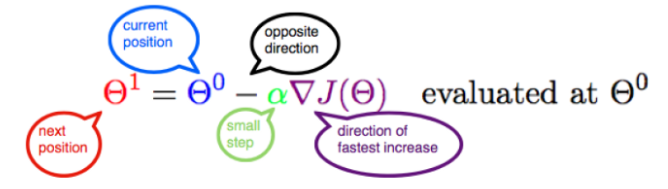 current
position
opposite
direction
Θ¹ = Θ⁰ − α∇J(Θ) evaluated at Θ⁰
next
position
small
step
direction of
fastest increase